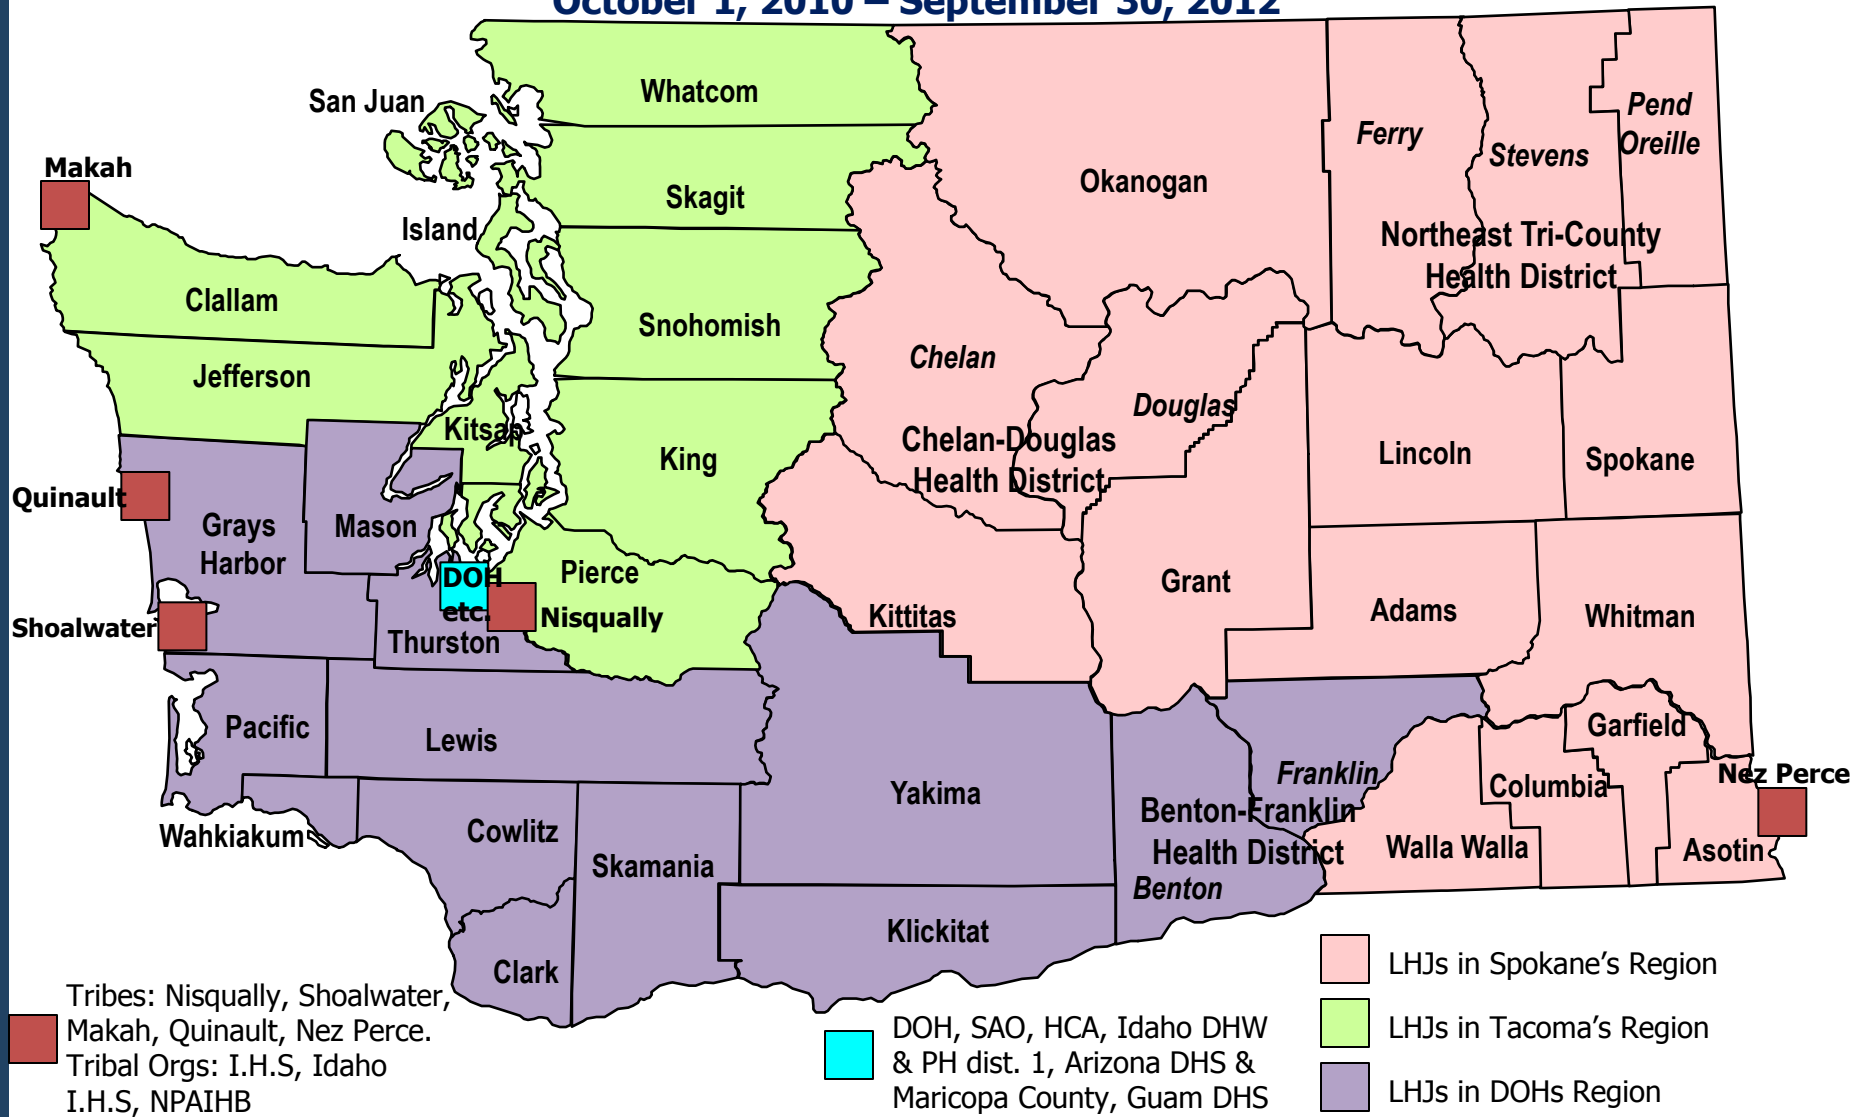 October 1, 2010 – September 30, 2012
San Juan
Whatcom
Pend
Oreille
Ferry
Stevens
Makah
Okanogan
Skagit
Island
Northeast Tri-County
Health District
Clallam
Snohomish
Chelan
Jefferson
Douglas
Kitsap
Chelan-Douglas
Health District
King
Lincoln
Spokane
Quinault
Grays
Harbor
Mason
DOH
etc.
Pierce
Nisqually
Grant
Kittitas
Adams
Whitman
Shoalwater
Thurston
Pacific
Lewis
Garfield
Yakima
Franklin
Columbia
Nez Perce
Benton-Franklin
Health District
Benton
Wahkiakum
Cowlitz
Skamania
Walla Walla
Asotin
Klickitat
Clark
Tribes: Nisqually, Shoalwater,
Makah, Quinault, Nez Perce.
Tribal Orgs: I.H.S, Idaho
I.H.S, NPAIHB
DOH, SAO, HCA, Idaho DHW
& PH dist. 1, Arizona DHS &
Maricopa County, Guam DHS
LHJs in Spokane's Region
LHJs in Tacoma's Region
LHJs in DOHs Region